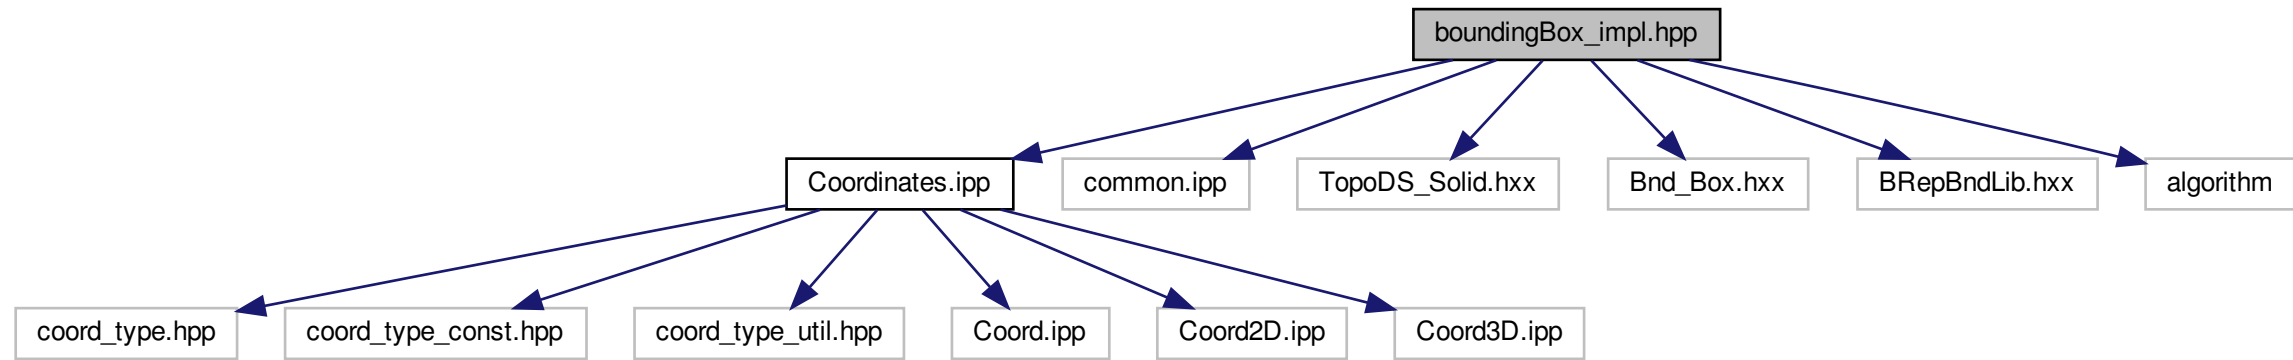 boundingBox_impl.hpp
Coordinates.ipp
common.ipp
TopoDS_Solid.hxx
Bnd_Box.hxx
BRepBndLib.hxx
algorithm
coord_type.hpp
coord_type_const.hpp
coord_type_util.hpp
Coord.ipp
Coord2D.ipp
Coord3D.ipp